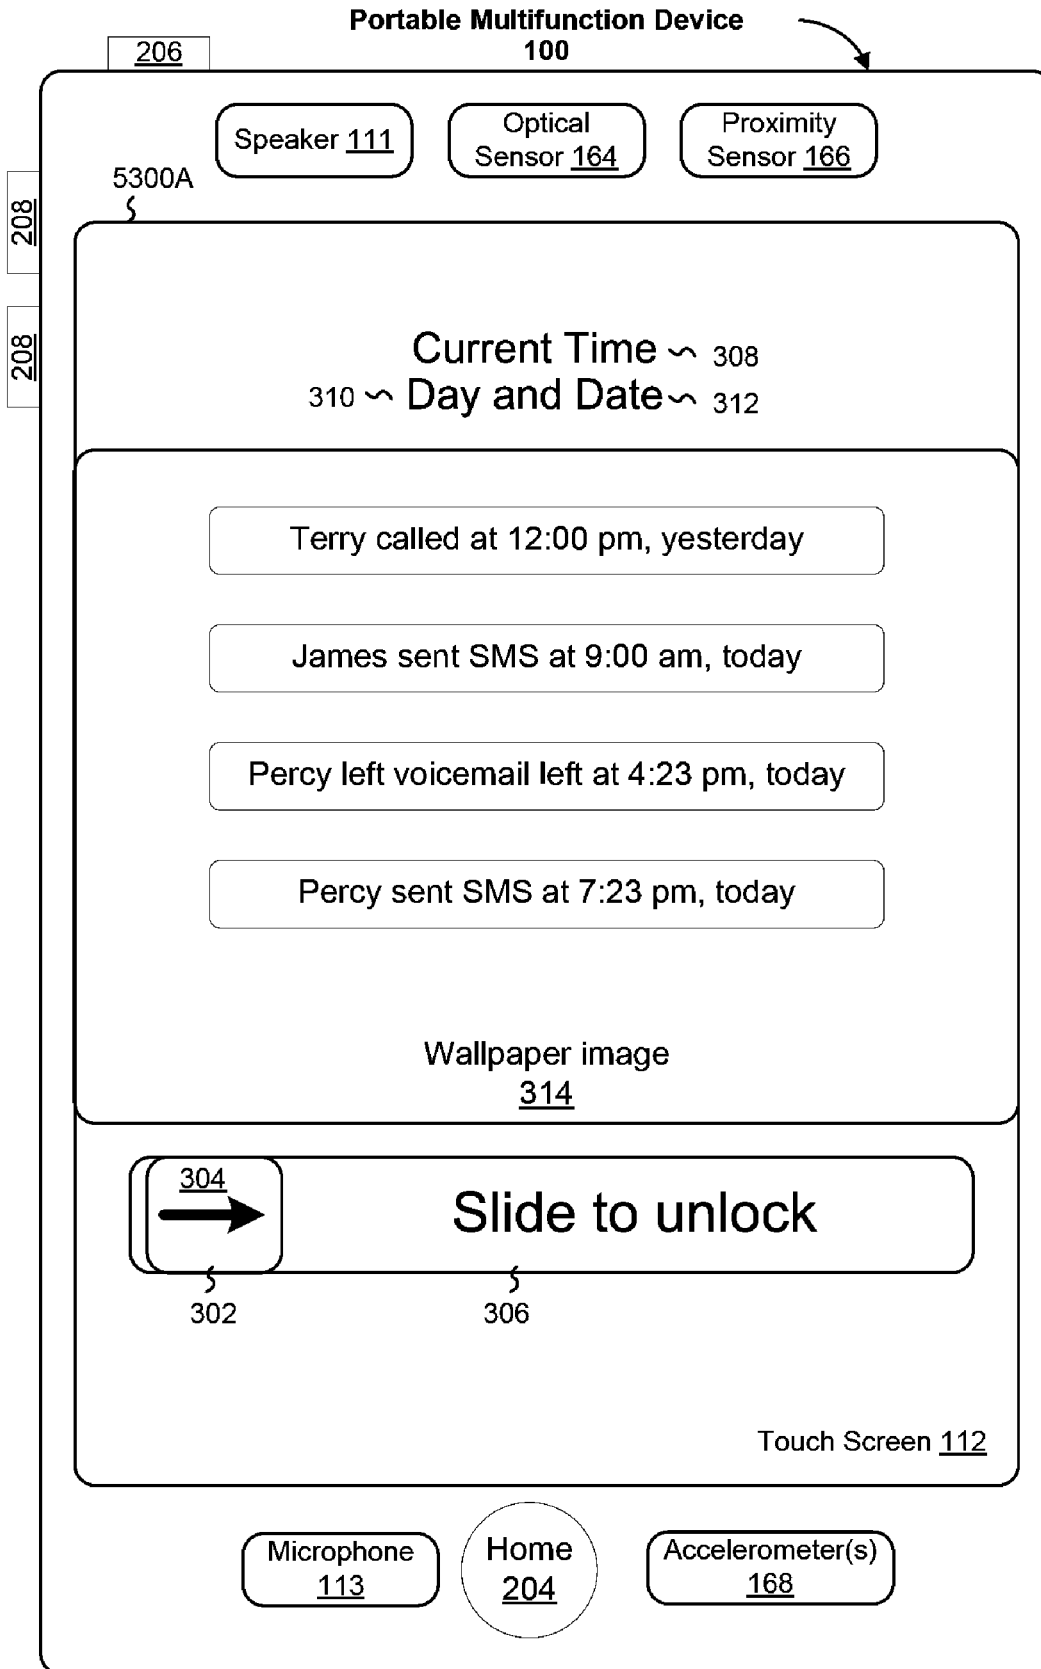 Portable Multifunction Device
100
206
Speaker 111
Optical
Sensor 164
Proximity
Sensor 166
5300A
208
208
Current Time 308
310 Day and Date 312
Terry called at 12:00 pm, yesterday
James sent SMS at 9:00 am, today
Percy left voicemail left at 4:23 pm, today
Percy sent SMS at 7:23 pm, today
Wallpaper image
314
304
Slide to unlock
302
306
Touch Screen 112
Microphone
113
Home
204
Accelerometer(s)
168